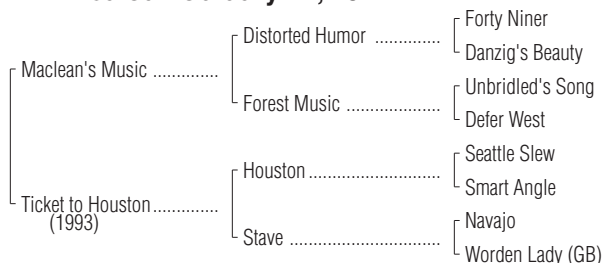 Forty Niner
Distorted Humor ..............
Danzig's Beauty
Maclean's Music ..............
Unbridled's Song
Forest Music ....................
Defer West
Seattle Slew
Houston ............................
Smart Angle
Ticket to Houston..............
(1993)
Navajo
Stave ................................
Worden Lady (GB)